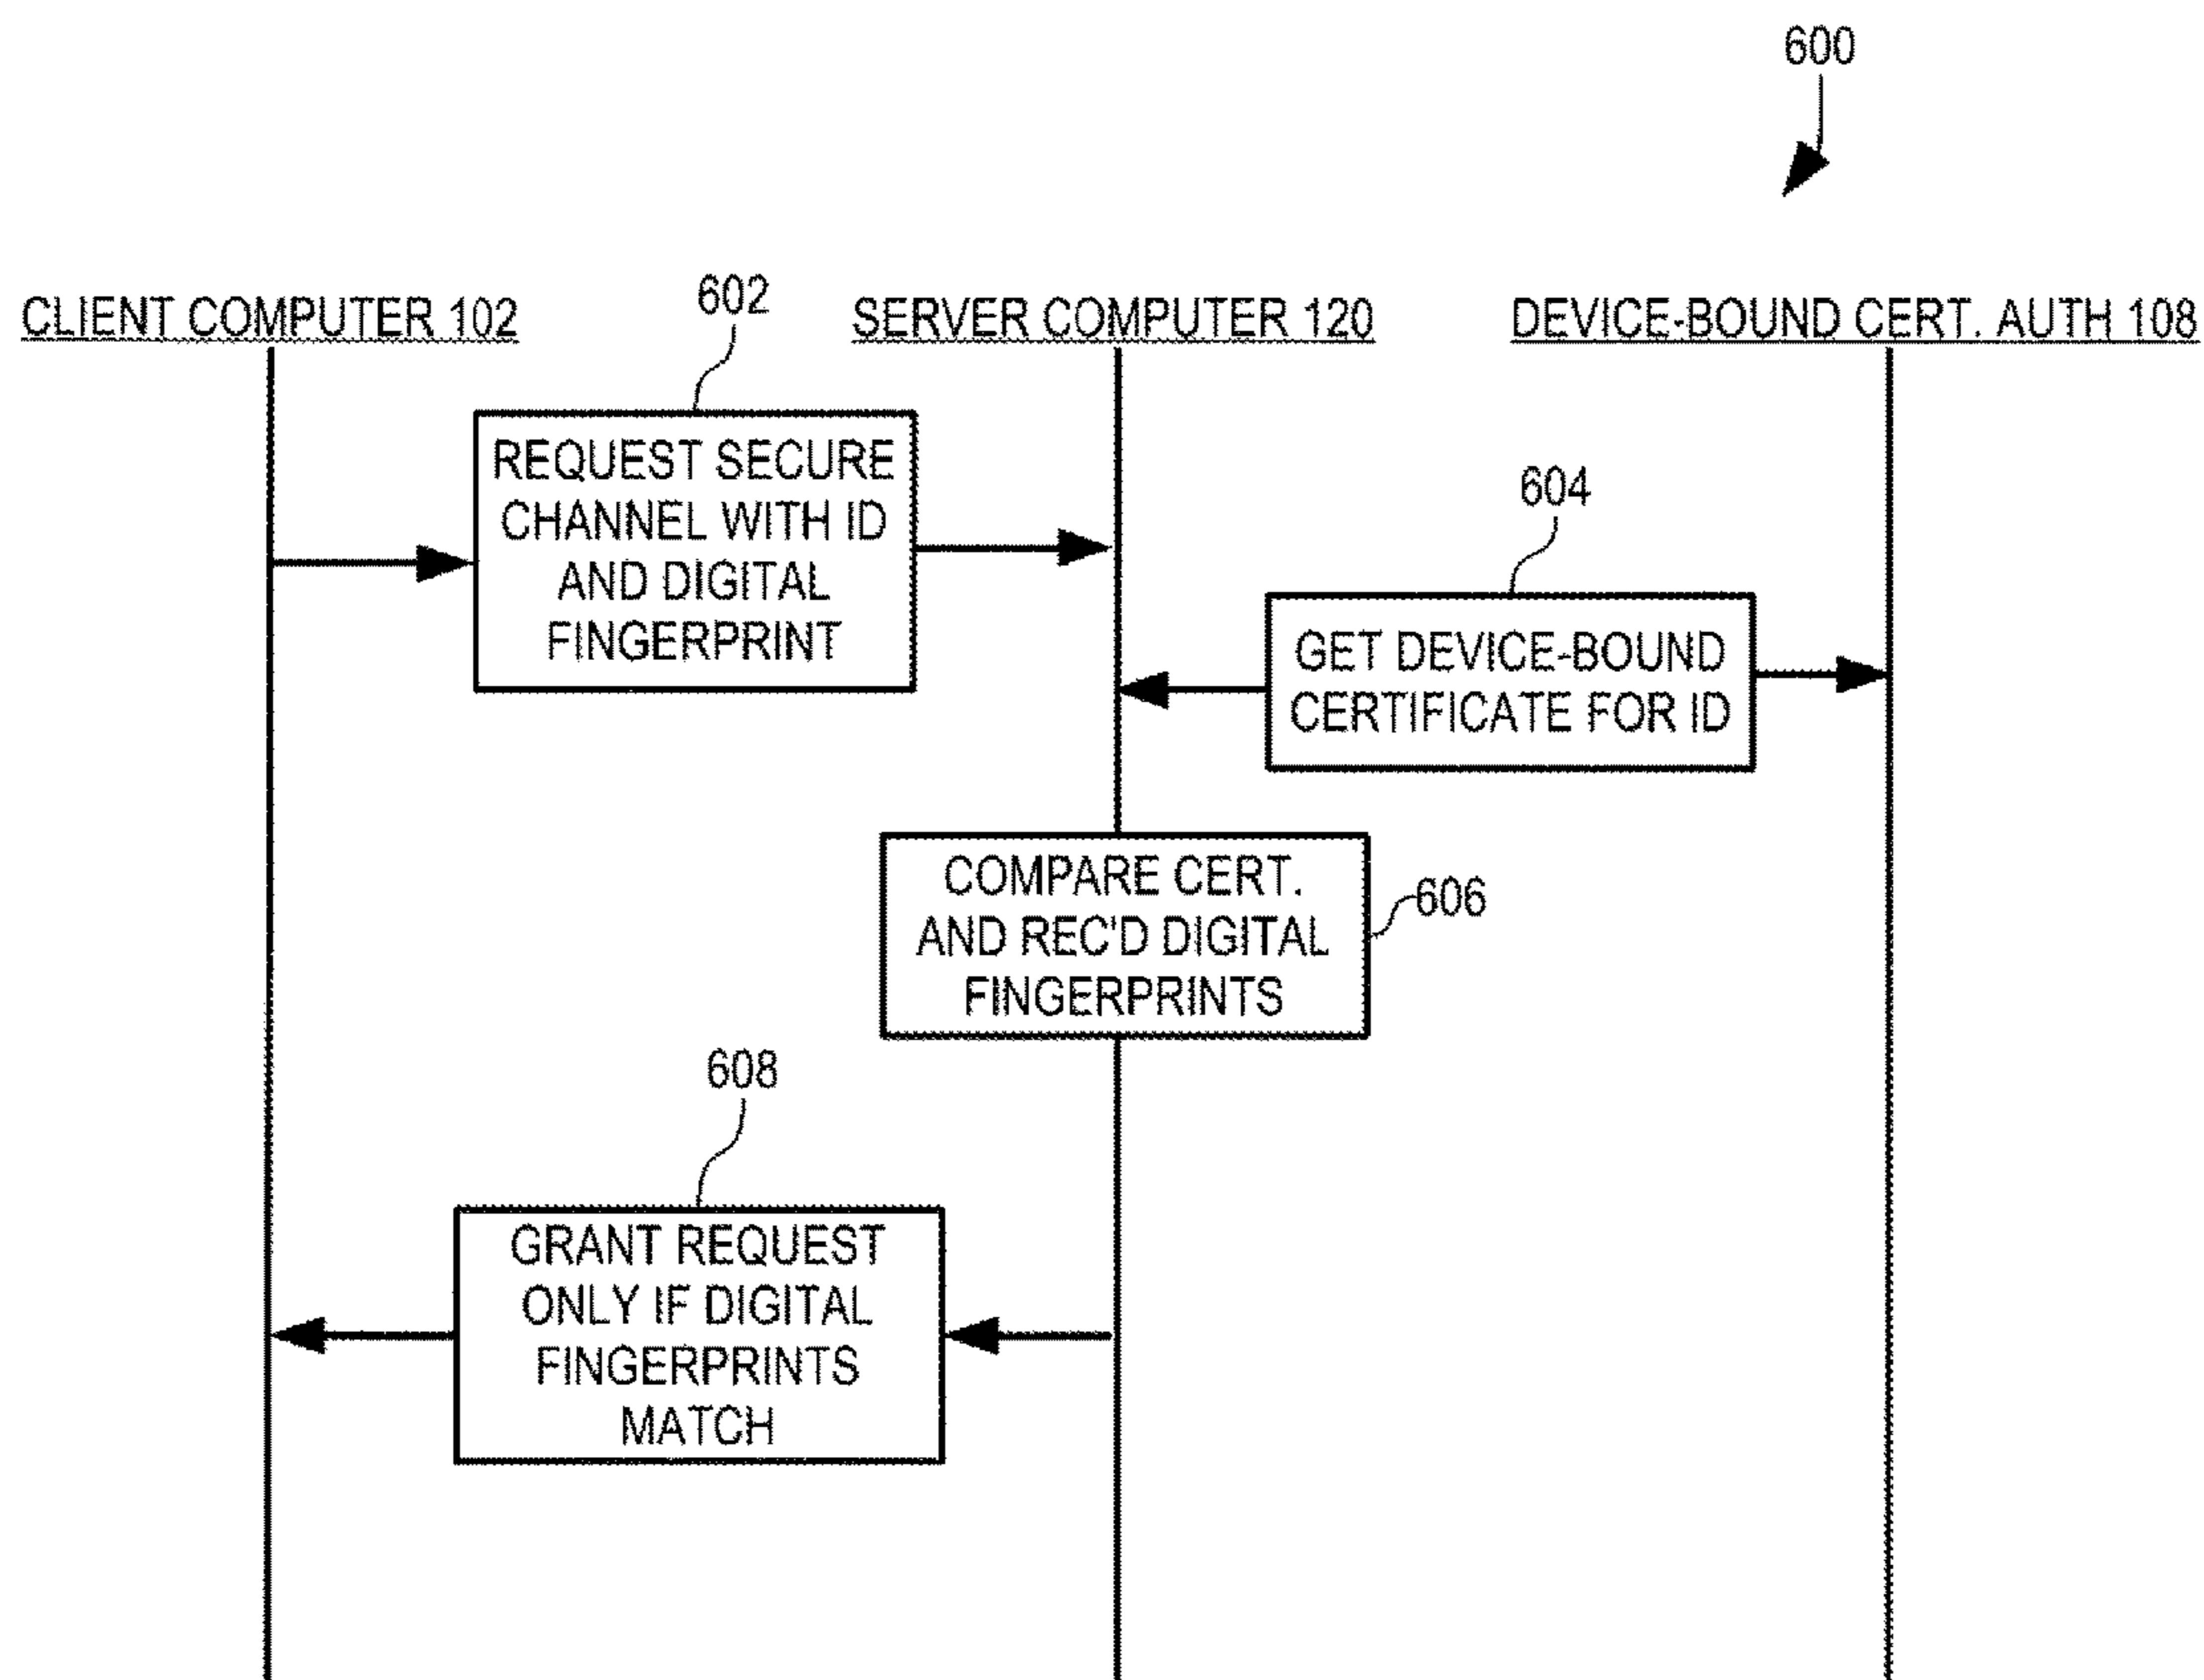 600
CLIENT COMPUTER 102
602
SERVER COMPUTER 120
DEVICE-BOUND CERT. AUTH 108
REQUEST SECURE
CHANNEL WITH ID
AND DIGITAL
FINGERPRINT
604
GET DEVICE-BOUND
CERTIFICATE FOR ID
COMPARE CERT.
AND REC'D DIGITAL
FINGERPRINTS
606
608
GRANT REQUEST
ONLY IF DIGITAL
FINGERPRINTS
MATCH